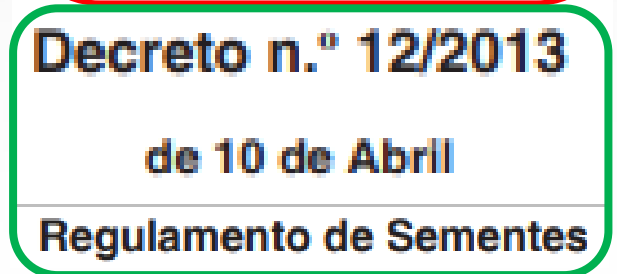 Decreto n.º 12/2013
de 10 de Abril
Regulamento de Sementes